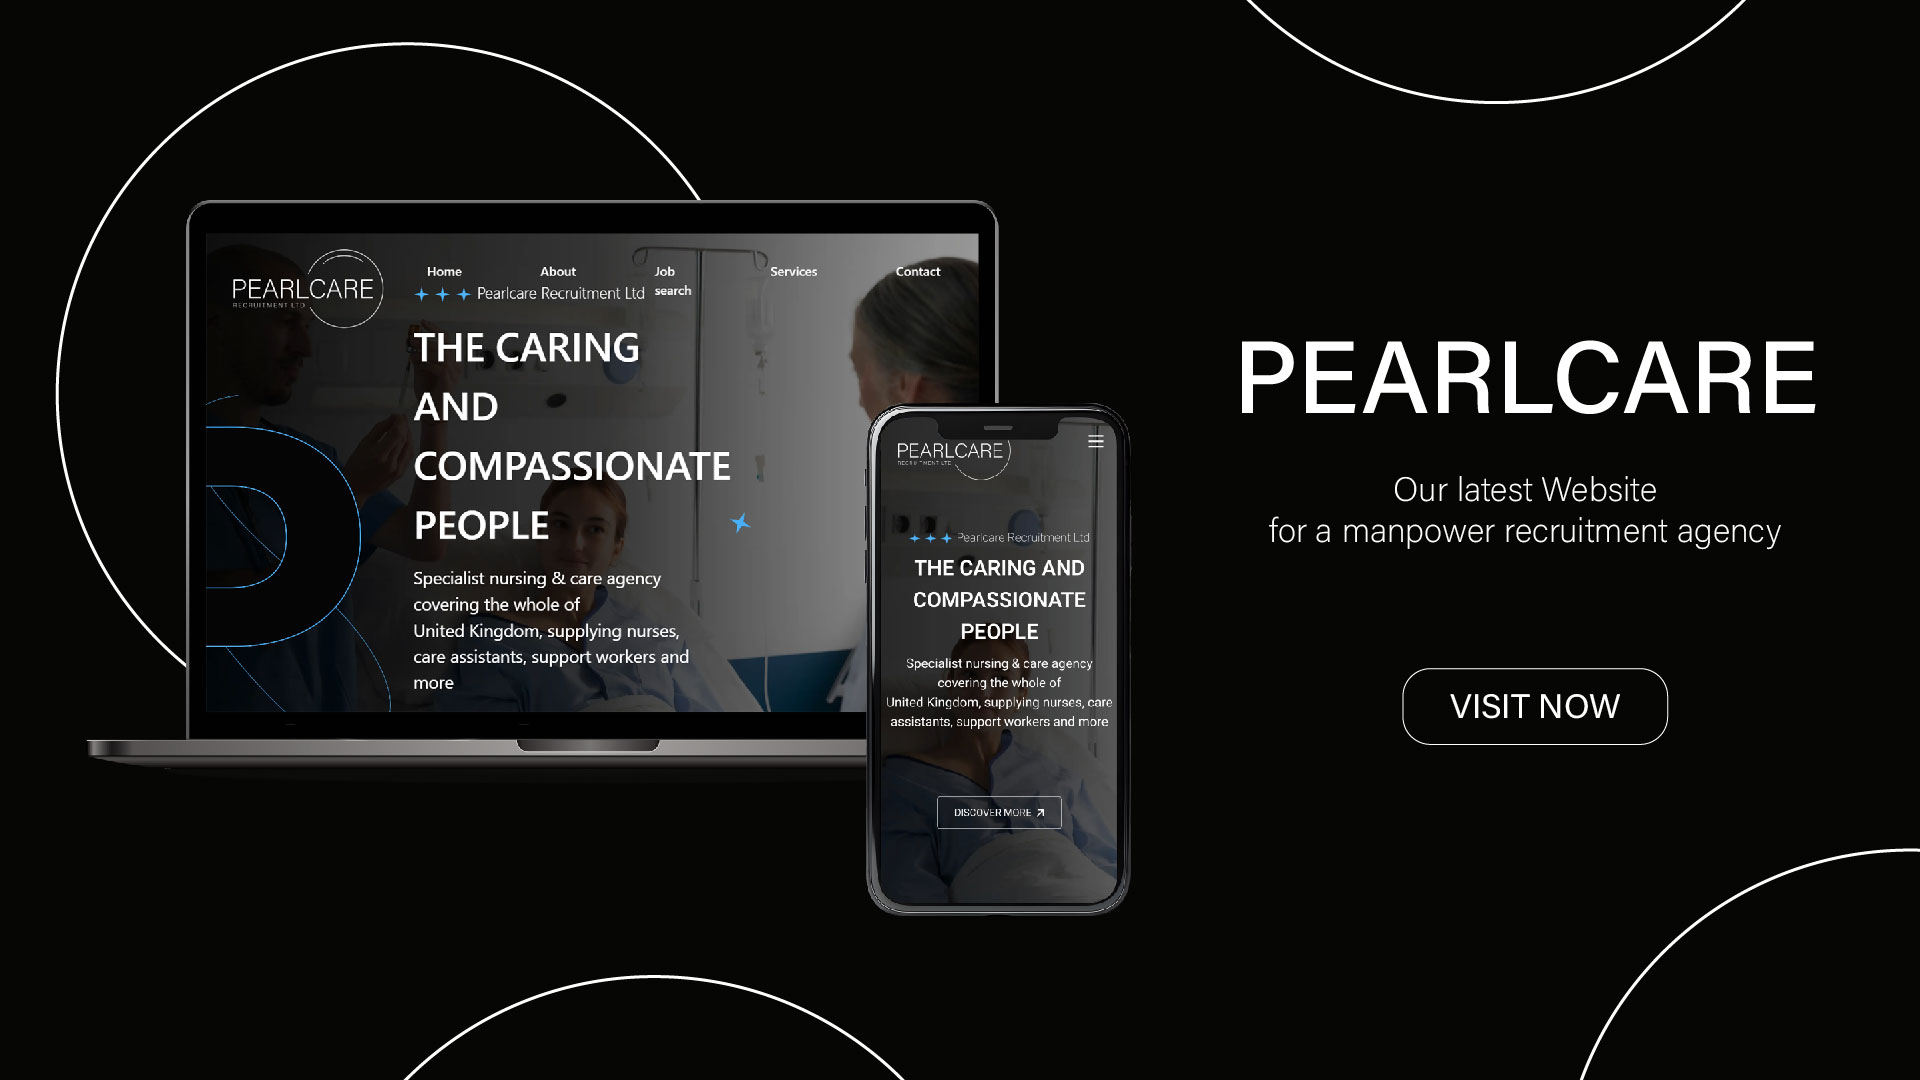 PEARLCARE
RECRUITMENT LTD
Home
About
Job
search
Services
Contact
Pearlcare Recruitment Ltd
THE CARING
AND
COMPASSIONATE
PEOPLE
Specialist nursing & care agency
covering the whole of
United Kingdom, supplying nurses,
care assistants, support workers and
more
PEARLCARE
RECRUITMENT LTD
Pearlcare Recruitment Ltd
THE CARING AND
COMPASSIONATE
PEOPLE
Specialist nursing & care agency
covering the whole of
United Kingdom, supplying nurses, care
assistants, support workers and more
DISCOVER MORE
PEARLCARE
Our latest Website
for a manpower recruitment agency
VISIT NOW